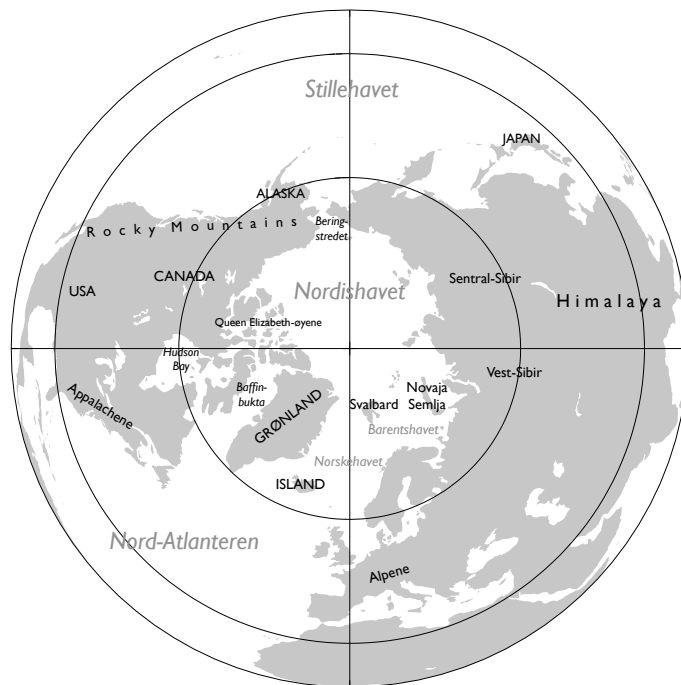 Stillehavet
JAPAN
ALASKA
Rocky Mountains
Bering-
stredet
CANADA
USA
Sentral-Sibir
Nordishavet
Himalaya
Queen Elizabeth-øyene
Hudson
Bay
Vest-Sibir
Appalachene
Baffin-
bukta
GRØNLAND
Svalbard
Novaja
Semlja
Barentshavet
Norskehavet
ISLAND
Nord-Atlanteren
Alpene